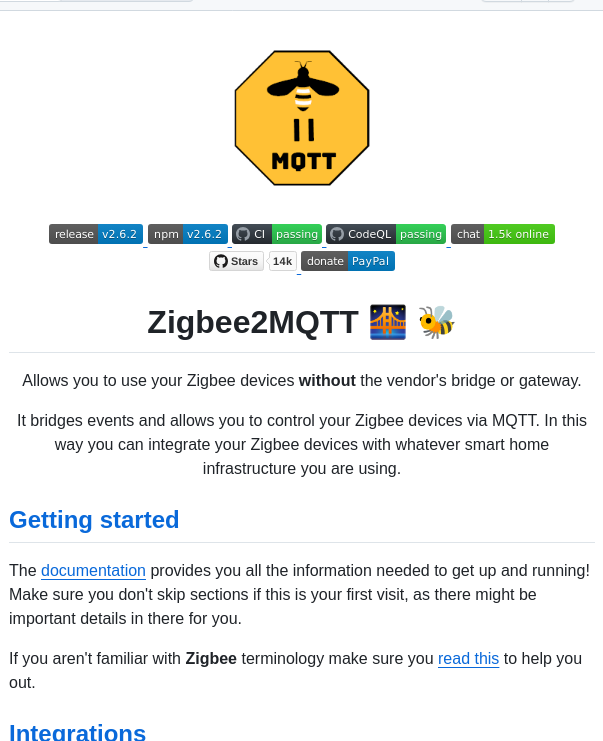 MQTT
release v2.6.2 npm v2.6.2 CI passing CodeQL passing chat 1.5k online
Stars 14k donate PayPal
Zigbee2MQTT 🌉 🐝
Allows you to use your Zigbee devices without the vendor's bridge or gateway.
It bridges events and allows you to control your Zigbee devices via MQTT. In this
way you can integrate your Zigbee devices with whatever smart home
infrastructure you are using.
Getting started
The documentation provides you all the information needed to get up and running!
Make sure you don't skip sections if this is your first visit, as there might be
important details in there for you.
If you aren't familiar with Zigbee terminology make sure you read this to help you
out.
Integrations